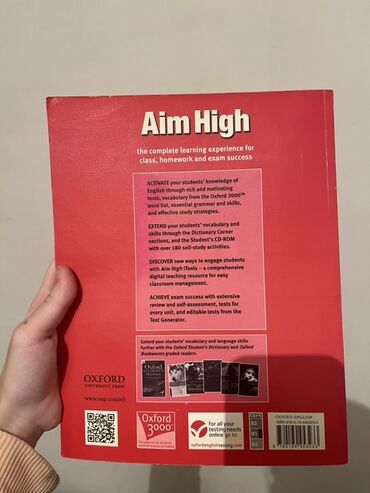 Aim High
the complete learning experience for
class, homework and exam success
ACTIVATE your students' knowledge of
English through rich and motivating
texts, vocabulary from the Oxford 3000™
word list, essential grammar and skills,
and effective study strategies.
EXTEND your students' vocabulary and
skills through the Dictionary Corner
sections, and the Student's CD-ROM
with over 180 self-study activities.
DISCOVER new ways to engage students
with Aim High iTools – a comprehensive
digital teaching resource for easy
classroom management.
ACHIEVE exam success with extensive
review and self-assessment, tests
for every unit, and editable tests from the
Test Generator.
Extend your students' vocabulary and language skills
further with the Oxford Student's Dictionary and Oxford
Bookworms graded readers.
OXFORD
UNIVERSITY PRESS
www.oup.com/elt
Oxford
3000™
for all your
testing needs
online go to
oxfordenglishtesting.com
CEFR
B2
B1
A2
OXFORD ENGLISH